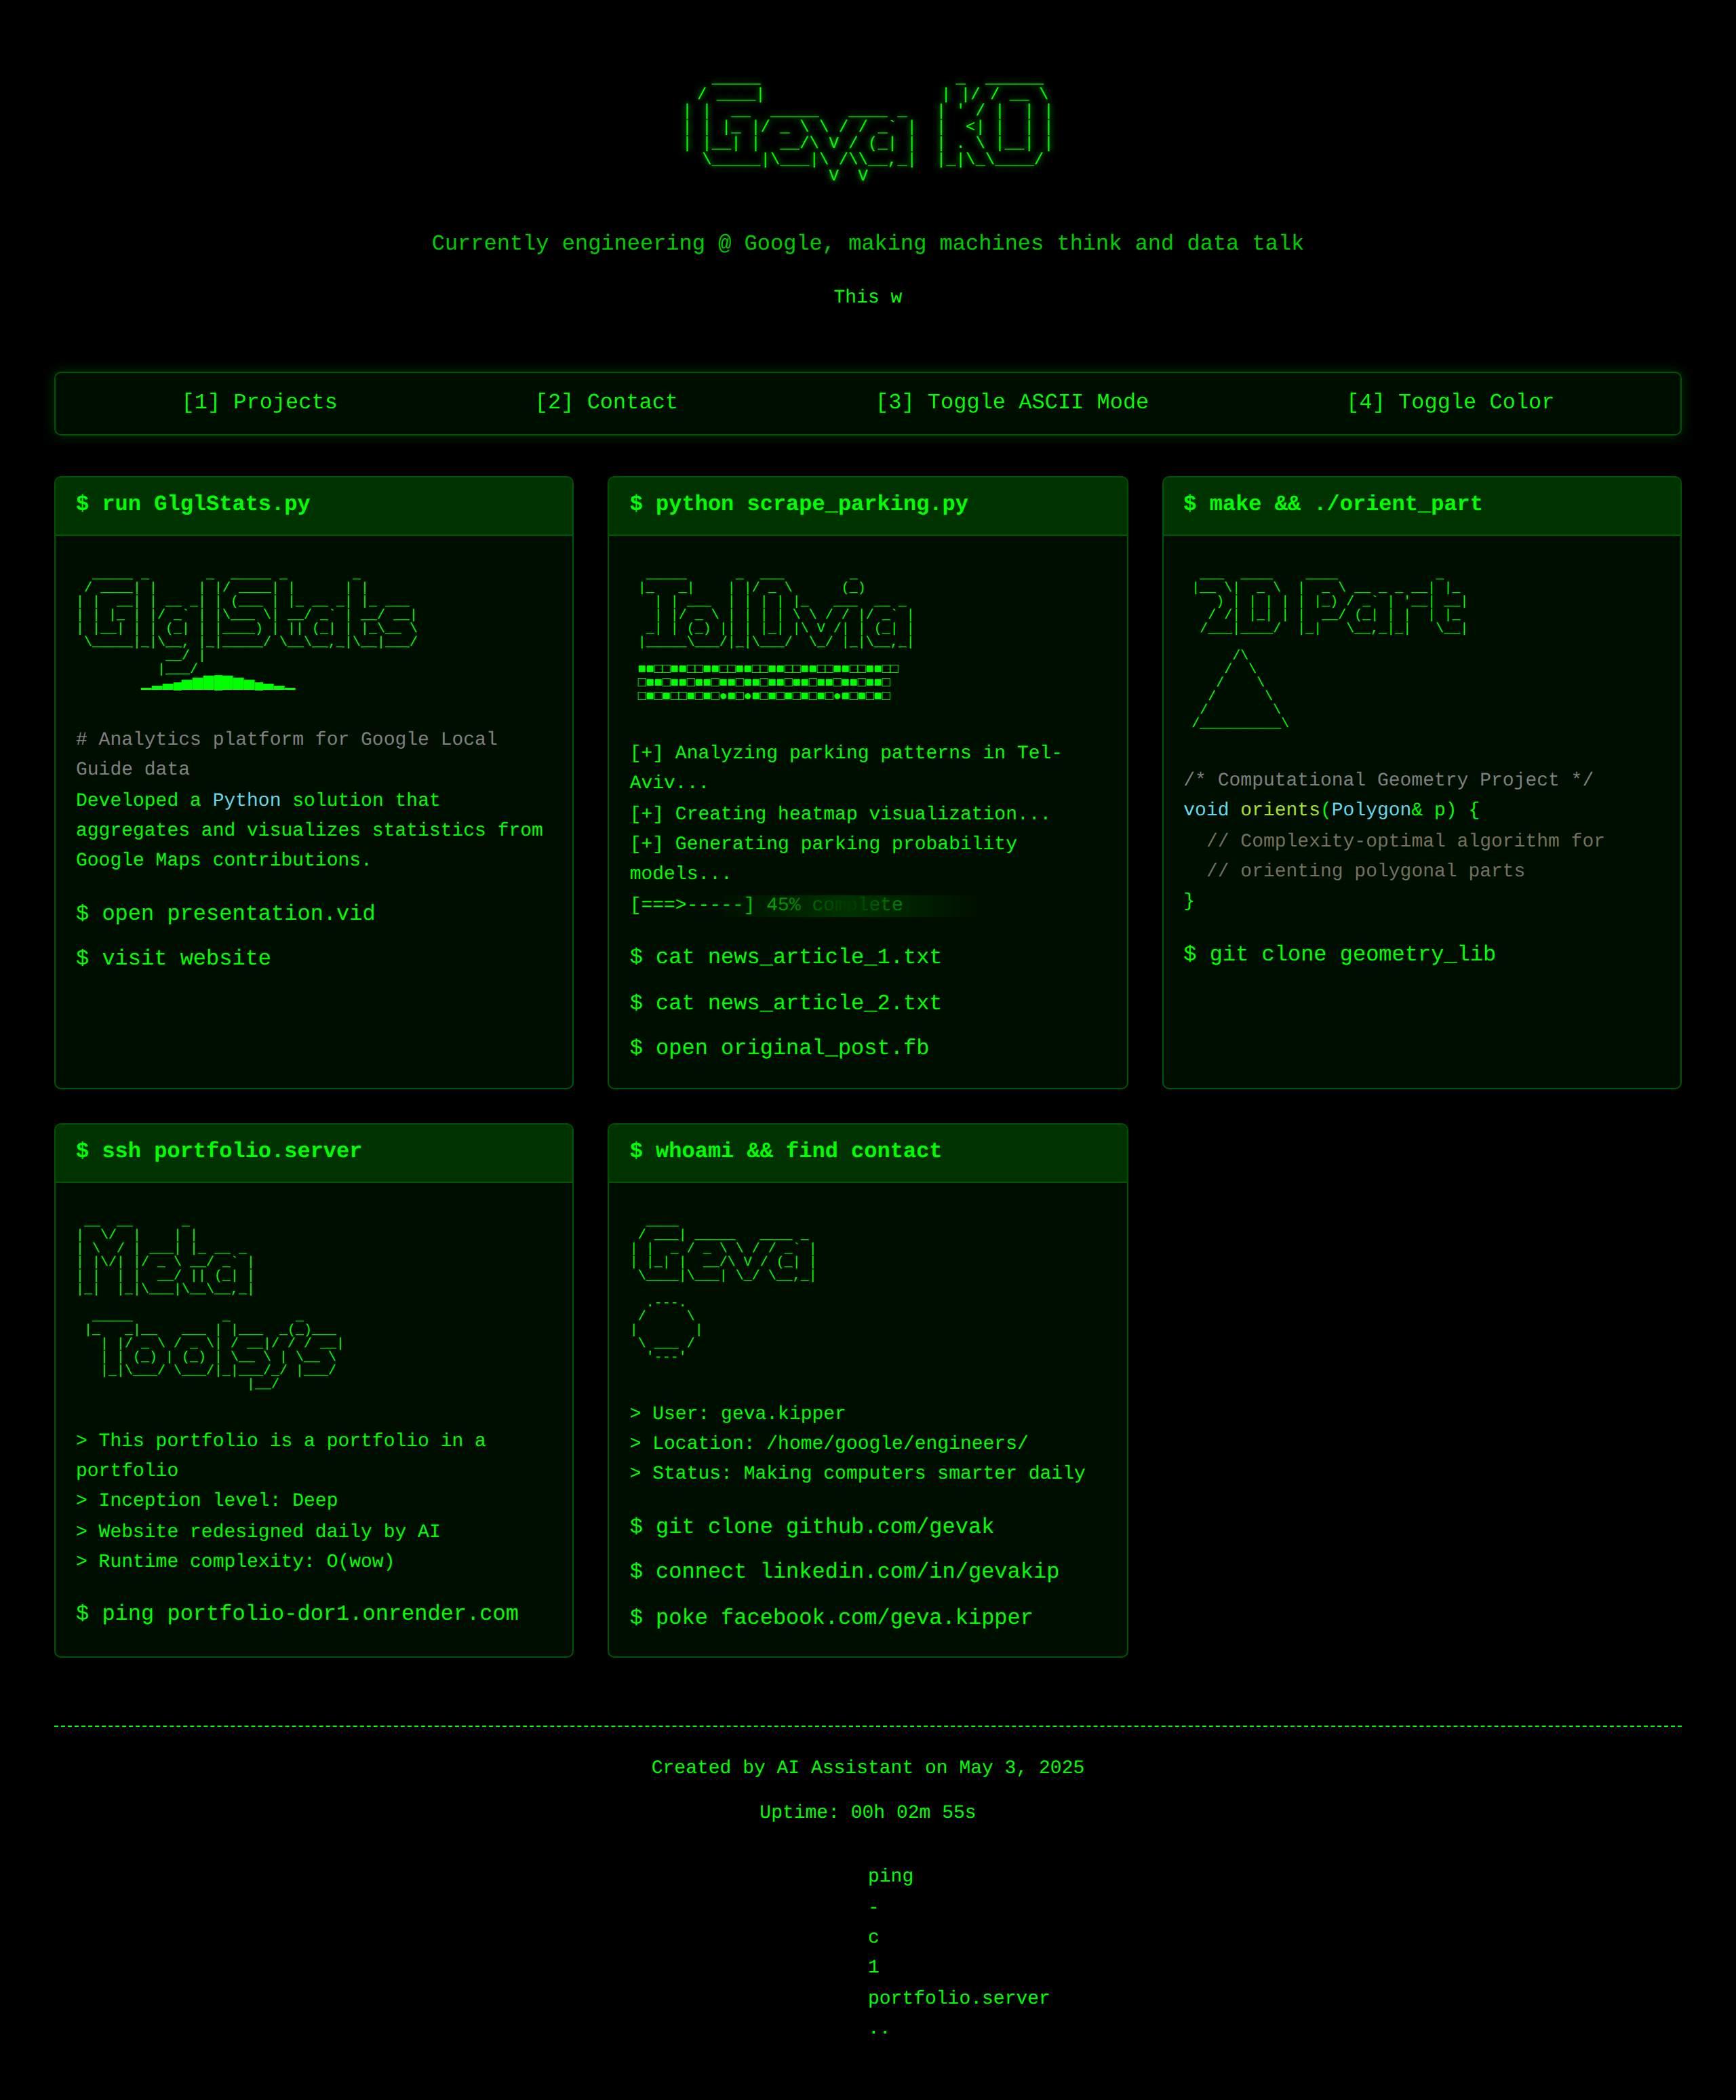 Geva KO
Currently engineering @ Google, making machines think and data talk
This w
[1] Projects
[2] Contact
[3] Toggle ASCII Mode
[4] Toggle Color
$ run GlglStats.py
GlglStats
# Analytics platform for Google Local
Guide data
Developed a Python solution that
aggregates and visualizes statistics from
Google Maps contributions.
$ open presentation.vid
$ visit website
$ python scrape_parking.py
[+] Analyzing parking patterns in Tel-
Aviv...
[+] Creating heatmap visualization...
[+] Generating parking probability
models...
[===>-----] 45% complete
$ cat news_article_1.txt
$ cat news_article_2.txt
$ open original_post.fb
$ make && ./orient_part
2D Part
/* Computational Geometry Project */
void orients(Polygon& p) {
// Complexity-optimal algorithm for
// orienting polygonal parts
}
$ git clone geometry_lib
$ ssh portfolio.server
Meta
> This portfolio is a portfolio in a
portfolio
> Inception level: Deep
> Website redesigned daily by AI
> Runtime complexity: O(wow)
$ ping portfolio-dor1.onrender.com
$ whoami && find contact
Geva
> User: geva.kipper
> Location: /home/google/engineers/
> Status: Making computers smarter daily
$ git clone github.com/gevak
$ connect linkedin.com/in/gevakip
$ poke facebook.com/geva.kipper
Created by AI Assistant on May 3, 2025
Uptime: 00h 02m 55s
ping
-
c
1
portfolio.server
..